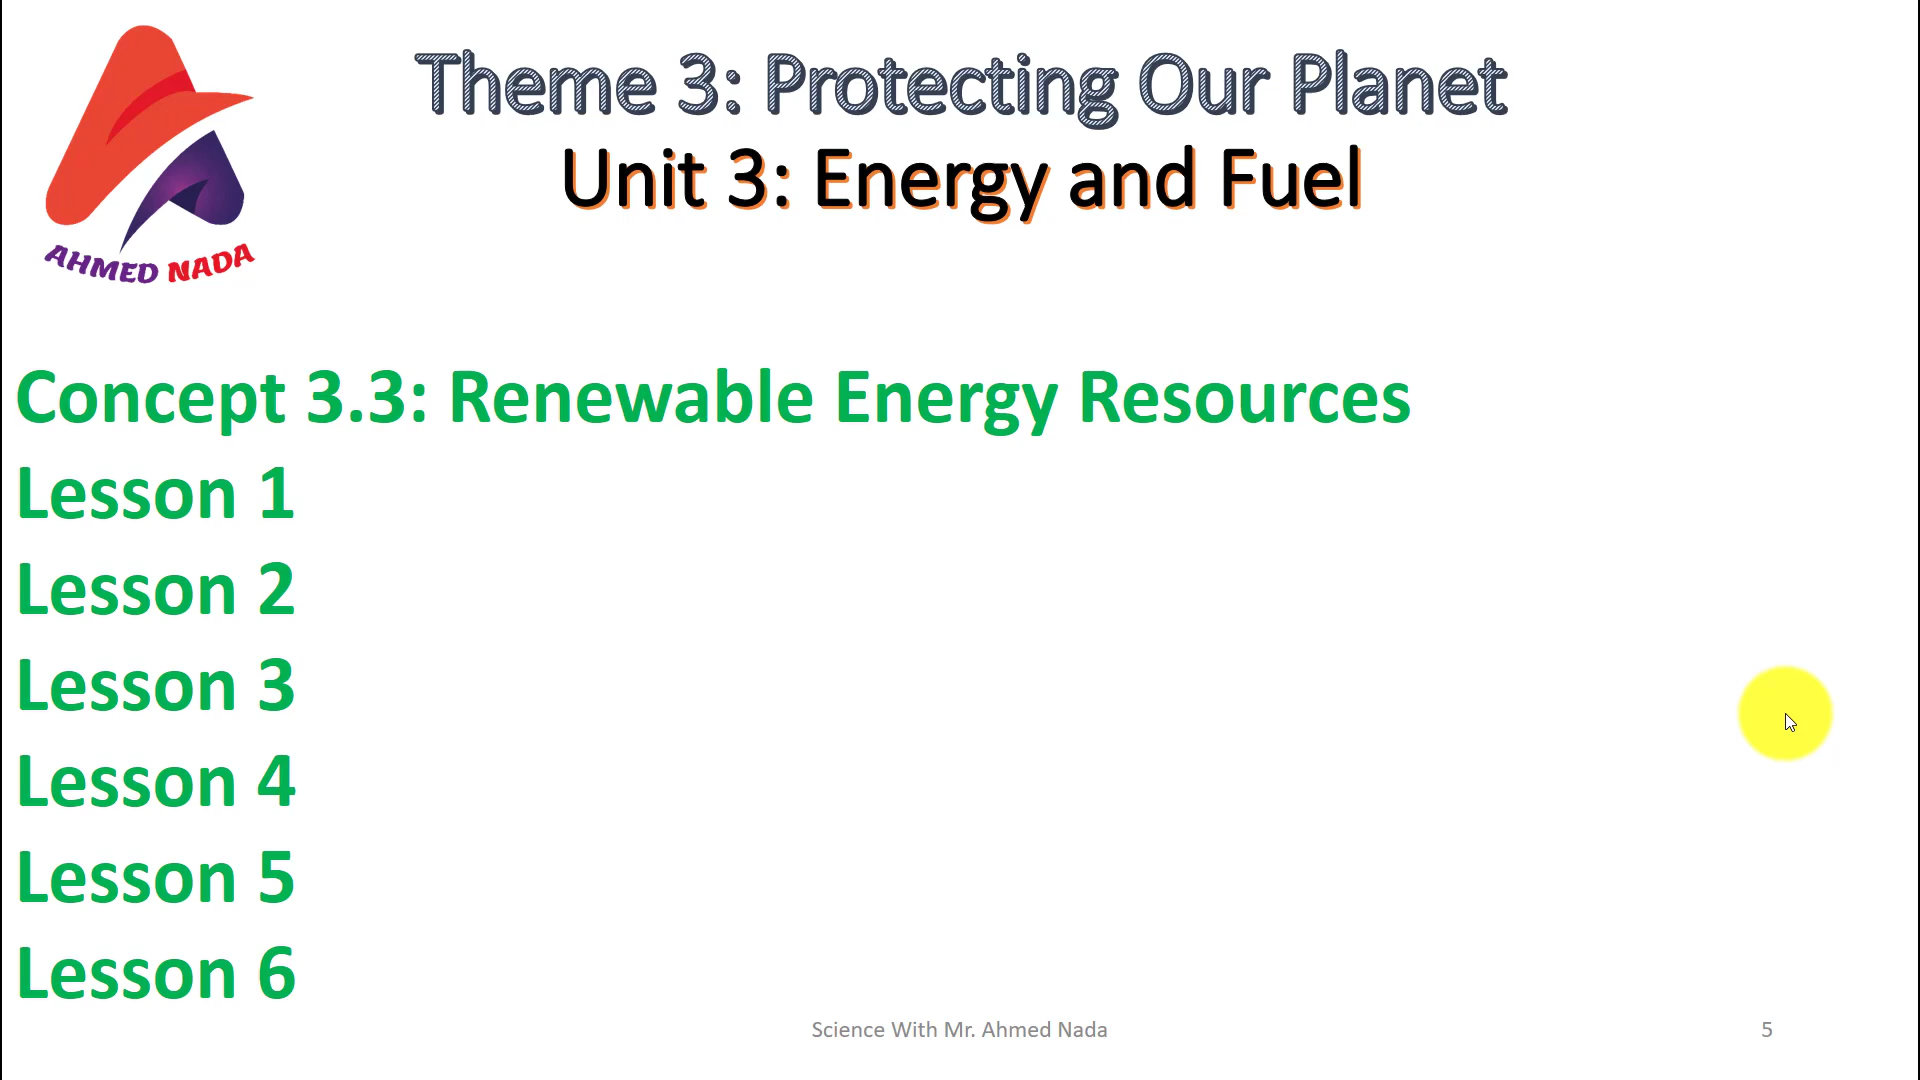 AHMED NADA
Theme 3: Protecting Our Planet
Unit 3: Energy and Fuel
Concept 3.3: Renewable Energy Resources
Lesson 1
Lesson 2
Lesson 3
Lesson 4
Lesson 5
Lesson 6
Science With Mr. Ahmed Nada
5